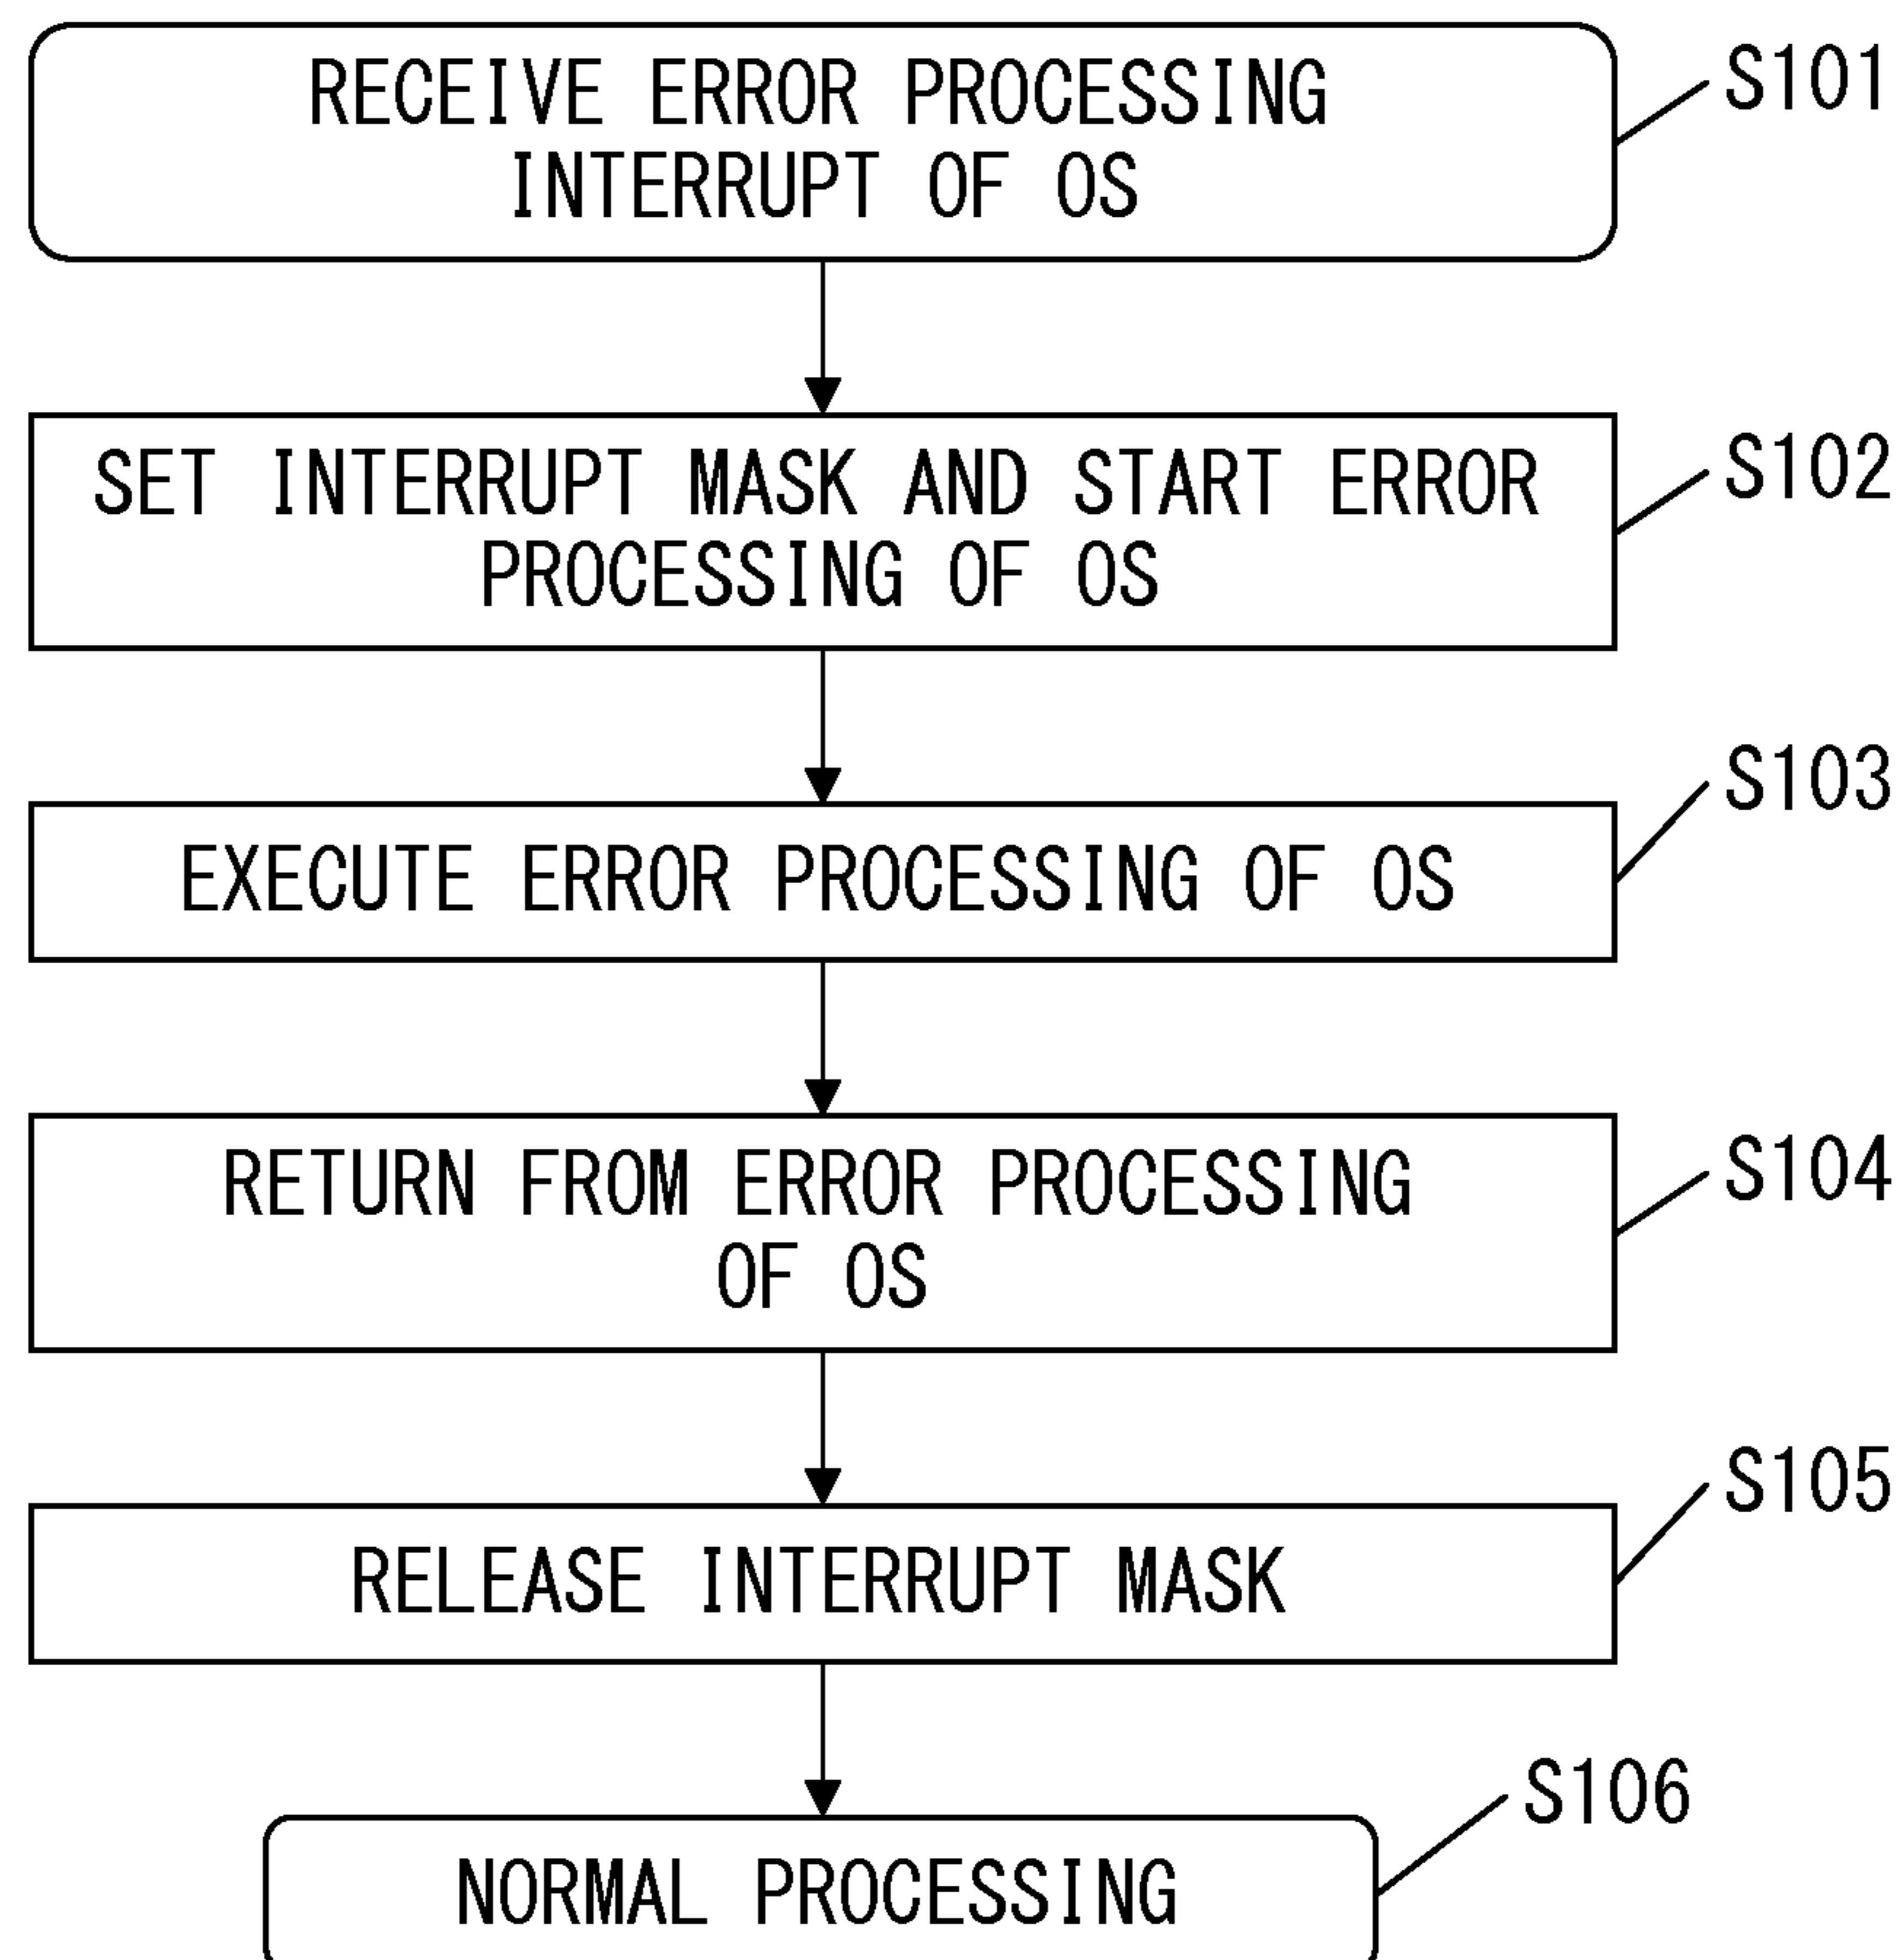 RECEIVE ERROR PROCESSING
INTERRUPT OF OS
S101
SET INTERRUPT MASK AND START ERROR
PROCESSING OF OS
S102
EXECUTE ERROR PROCESSING OF OS
S103
RETURN FROM ERROR PROCESSING
OF OS
S104
RELEASE INTERRUPT MASK
S105
NORMAL PROCESSING
S106